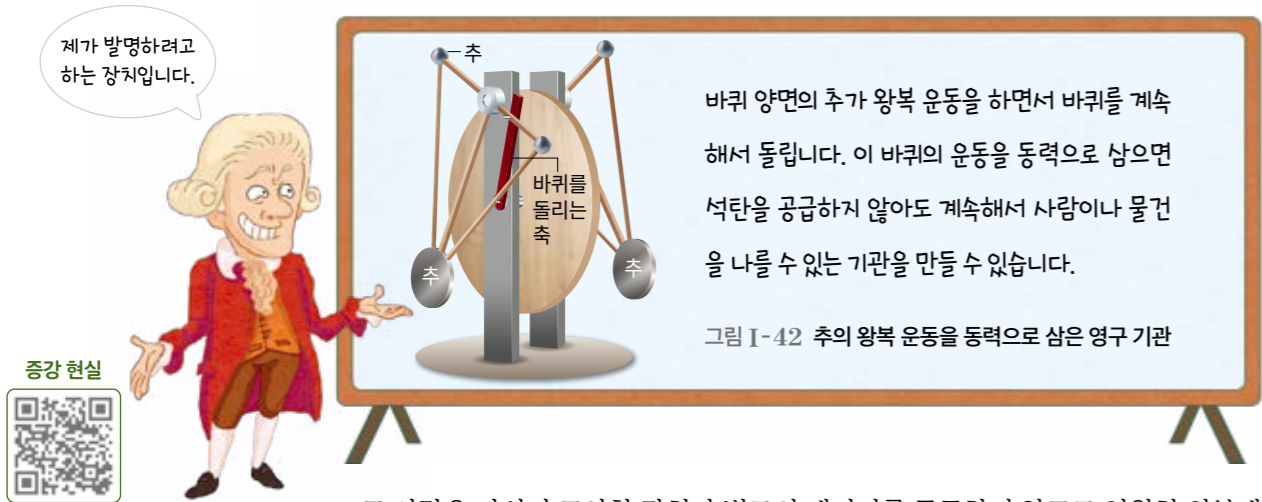 제가 발명하려고
하는 장치입니다.
추
바퀴를
돌리는
축
추
추
바퀴 양면의 추가 왕복 운동을 하면서 바퀴를 계속
해서 돌립니다. 이 바퀴의 운동을 동력으로 삼으면
석탄을 공급하지 않아도 계속해서 사람이나 물건
을 나를 수 있는 기관을 만들 수 있습니다.
그림 Ⅰ-42 추의 왕복 운동을 동력으로 삼은 영구 기관
증강 현실